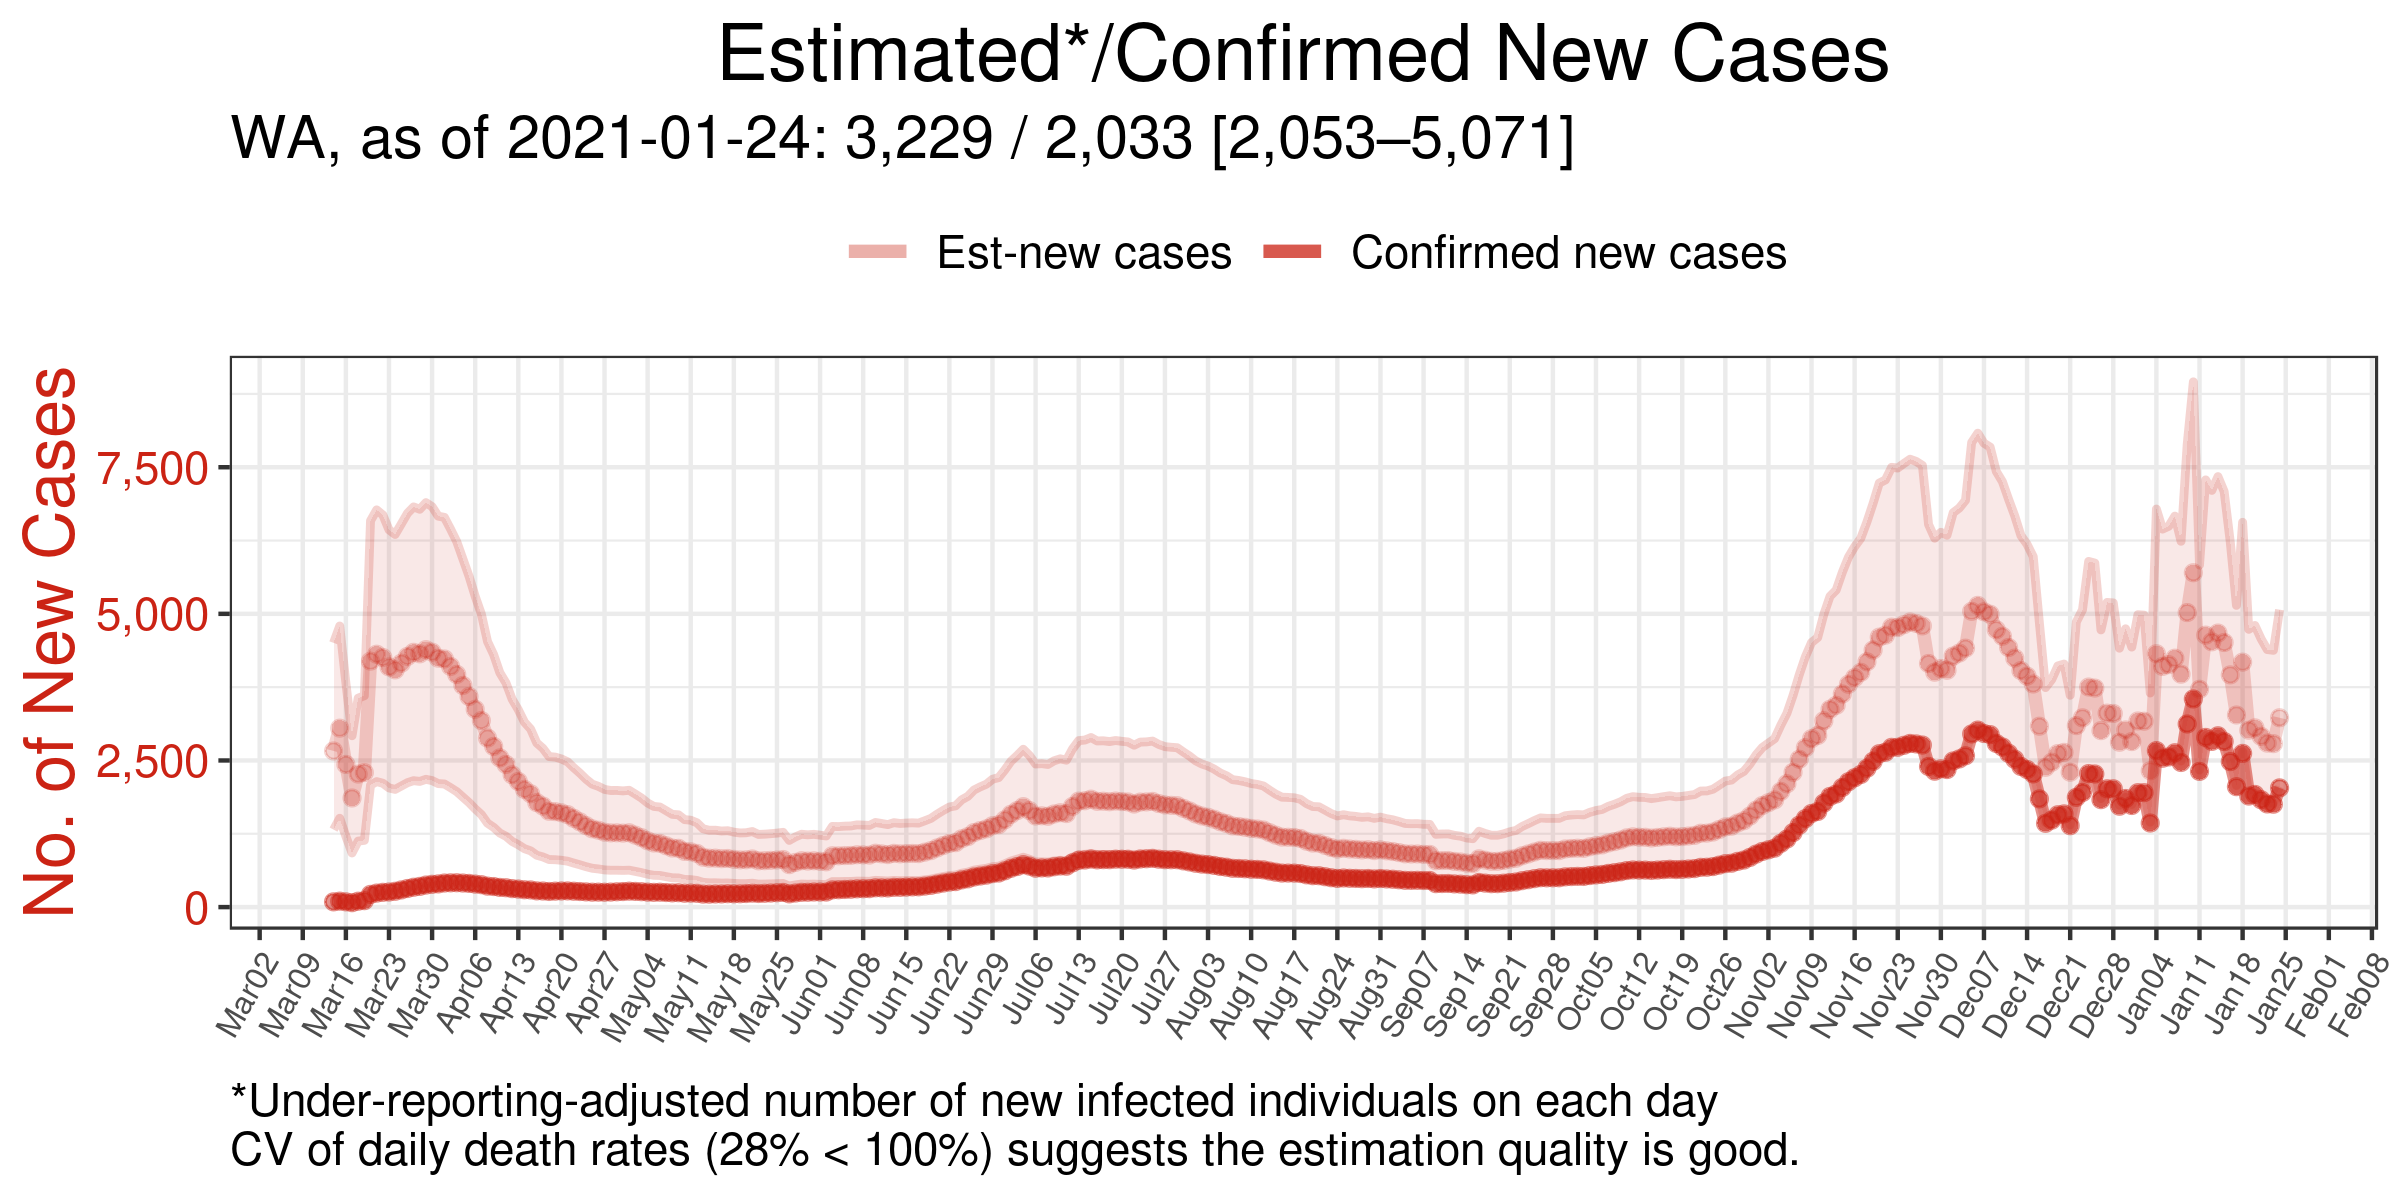 Estimated*/Confirmed New Cases
WA, as of 2021-01-24: 3,229 / 2,033 [2,053–5,071]
Est-new cases
Confirmed new cases
No. of New Cases
7,500
5,000
2,500
0
Mar02
Mar09
Mar16
Mar23
Mar30
Apr06
Apr13
Apr20
Apr27
May04
May11
May18
May25
Jun01
Jun08
Jun15
Jun22
Jun29
Jul06
Jul13
Jul20
Jul27
Aug03
Aug10
Aug17
Aug24
Aug31
Sep07
Sep14
Sep21
Sep28
Oct05
Oct12
Oct19
Oct26
Nov02
Nov09
Nov16
Nov23
Nov30
Dec07
Dec14
Dec21
Dec28
Jan04
Jan11
Jan18
Jan25
Feb01
Feb08
*Under-reporting-adjusted number of new infected individuals on each day
CV of daily death rates (28% < 100%) suggests the estimation quality is good.